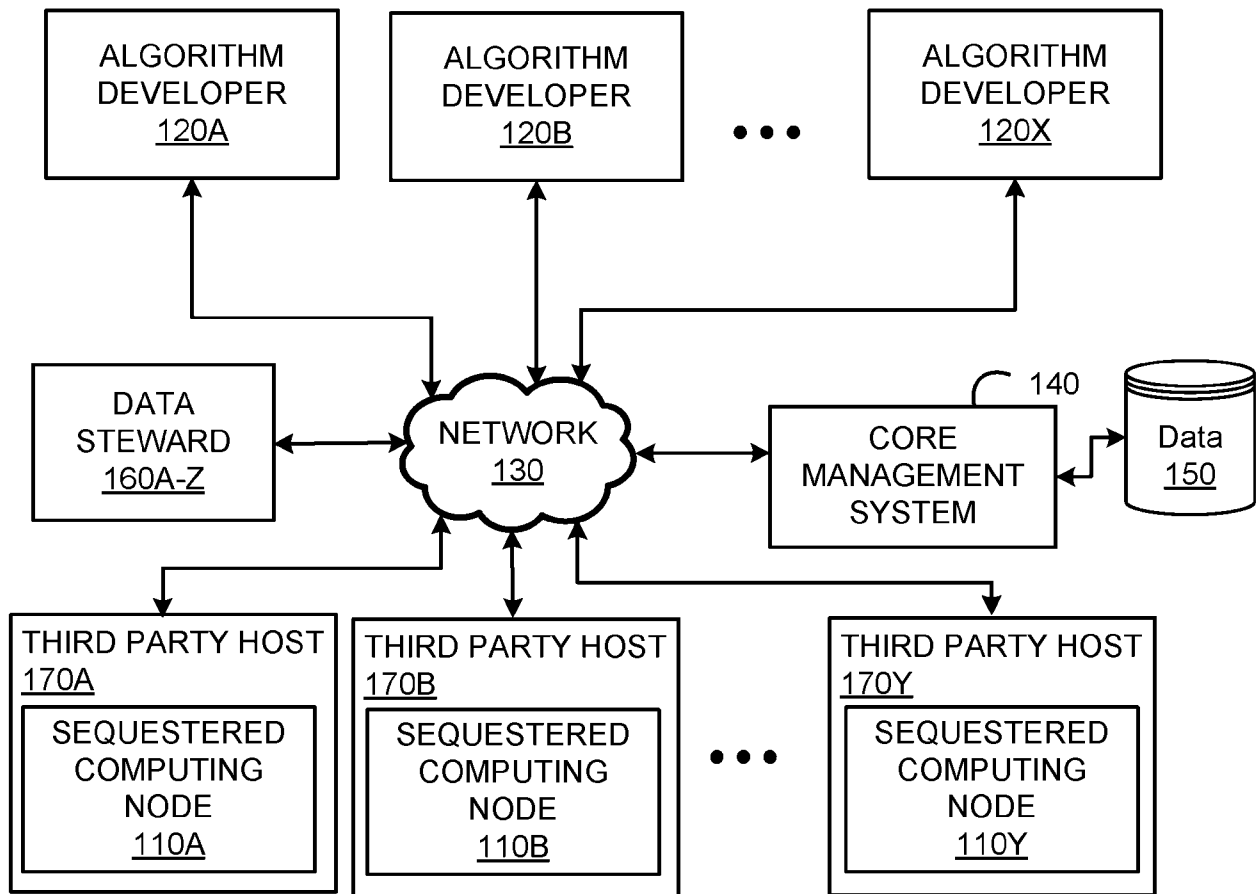 ALGORITHM
DEVELOPER
120A
ALGORITHM
DEVELOPER
120B
ALGORITHM
DEVELOPER
120X
DATA
STEWARD
160A-Z
NETWORK
130
140
CORE
MANAGEMENT
SYSTEM
Data
150
THIRD PARTY HOST
170A
SEQUESTERED
COMPUTING
NODE
110A
THIRD PARTY HOST
170B
SEQUESTERED
COMPUTING
NODE
110B
THIRD PARTY HOST
170Y
SEQUESTERED
COMPUTING
NODE
110Y